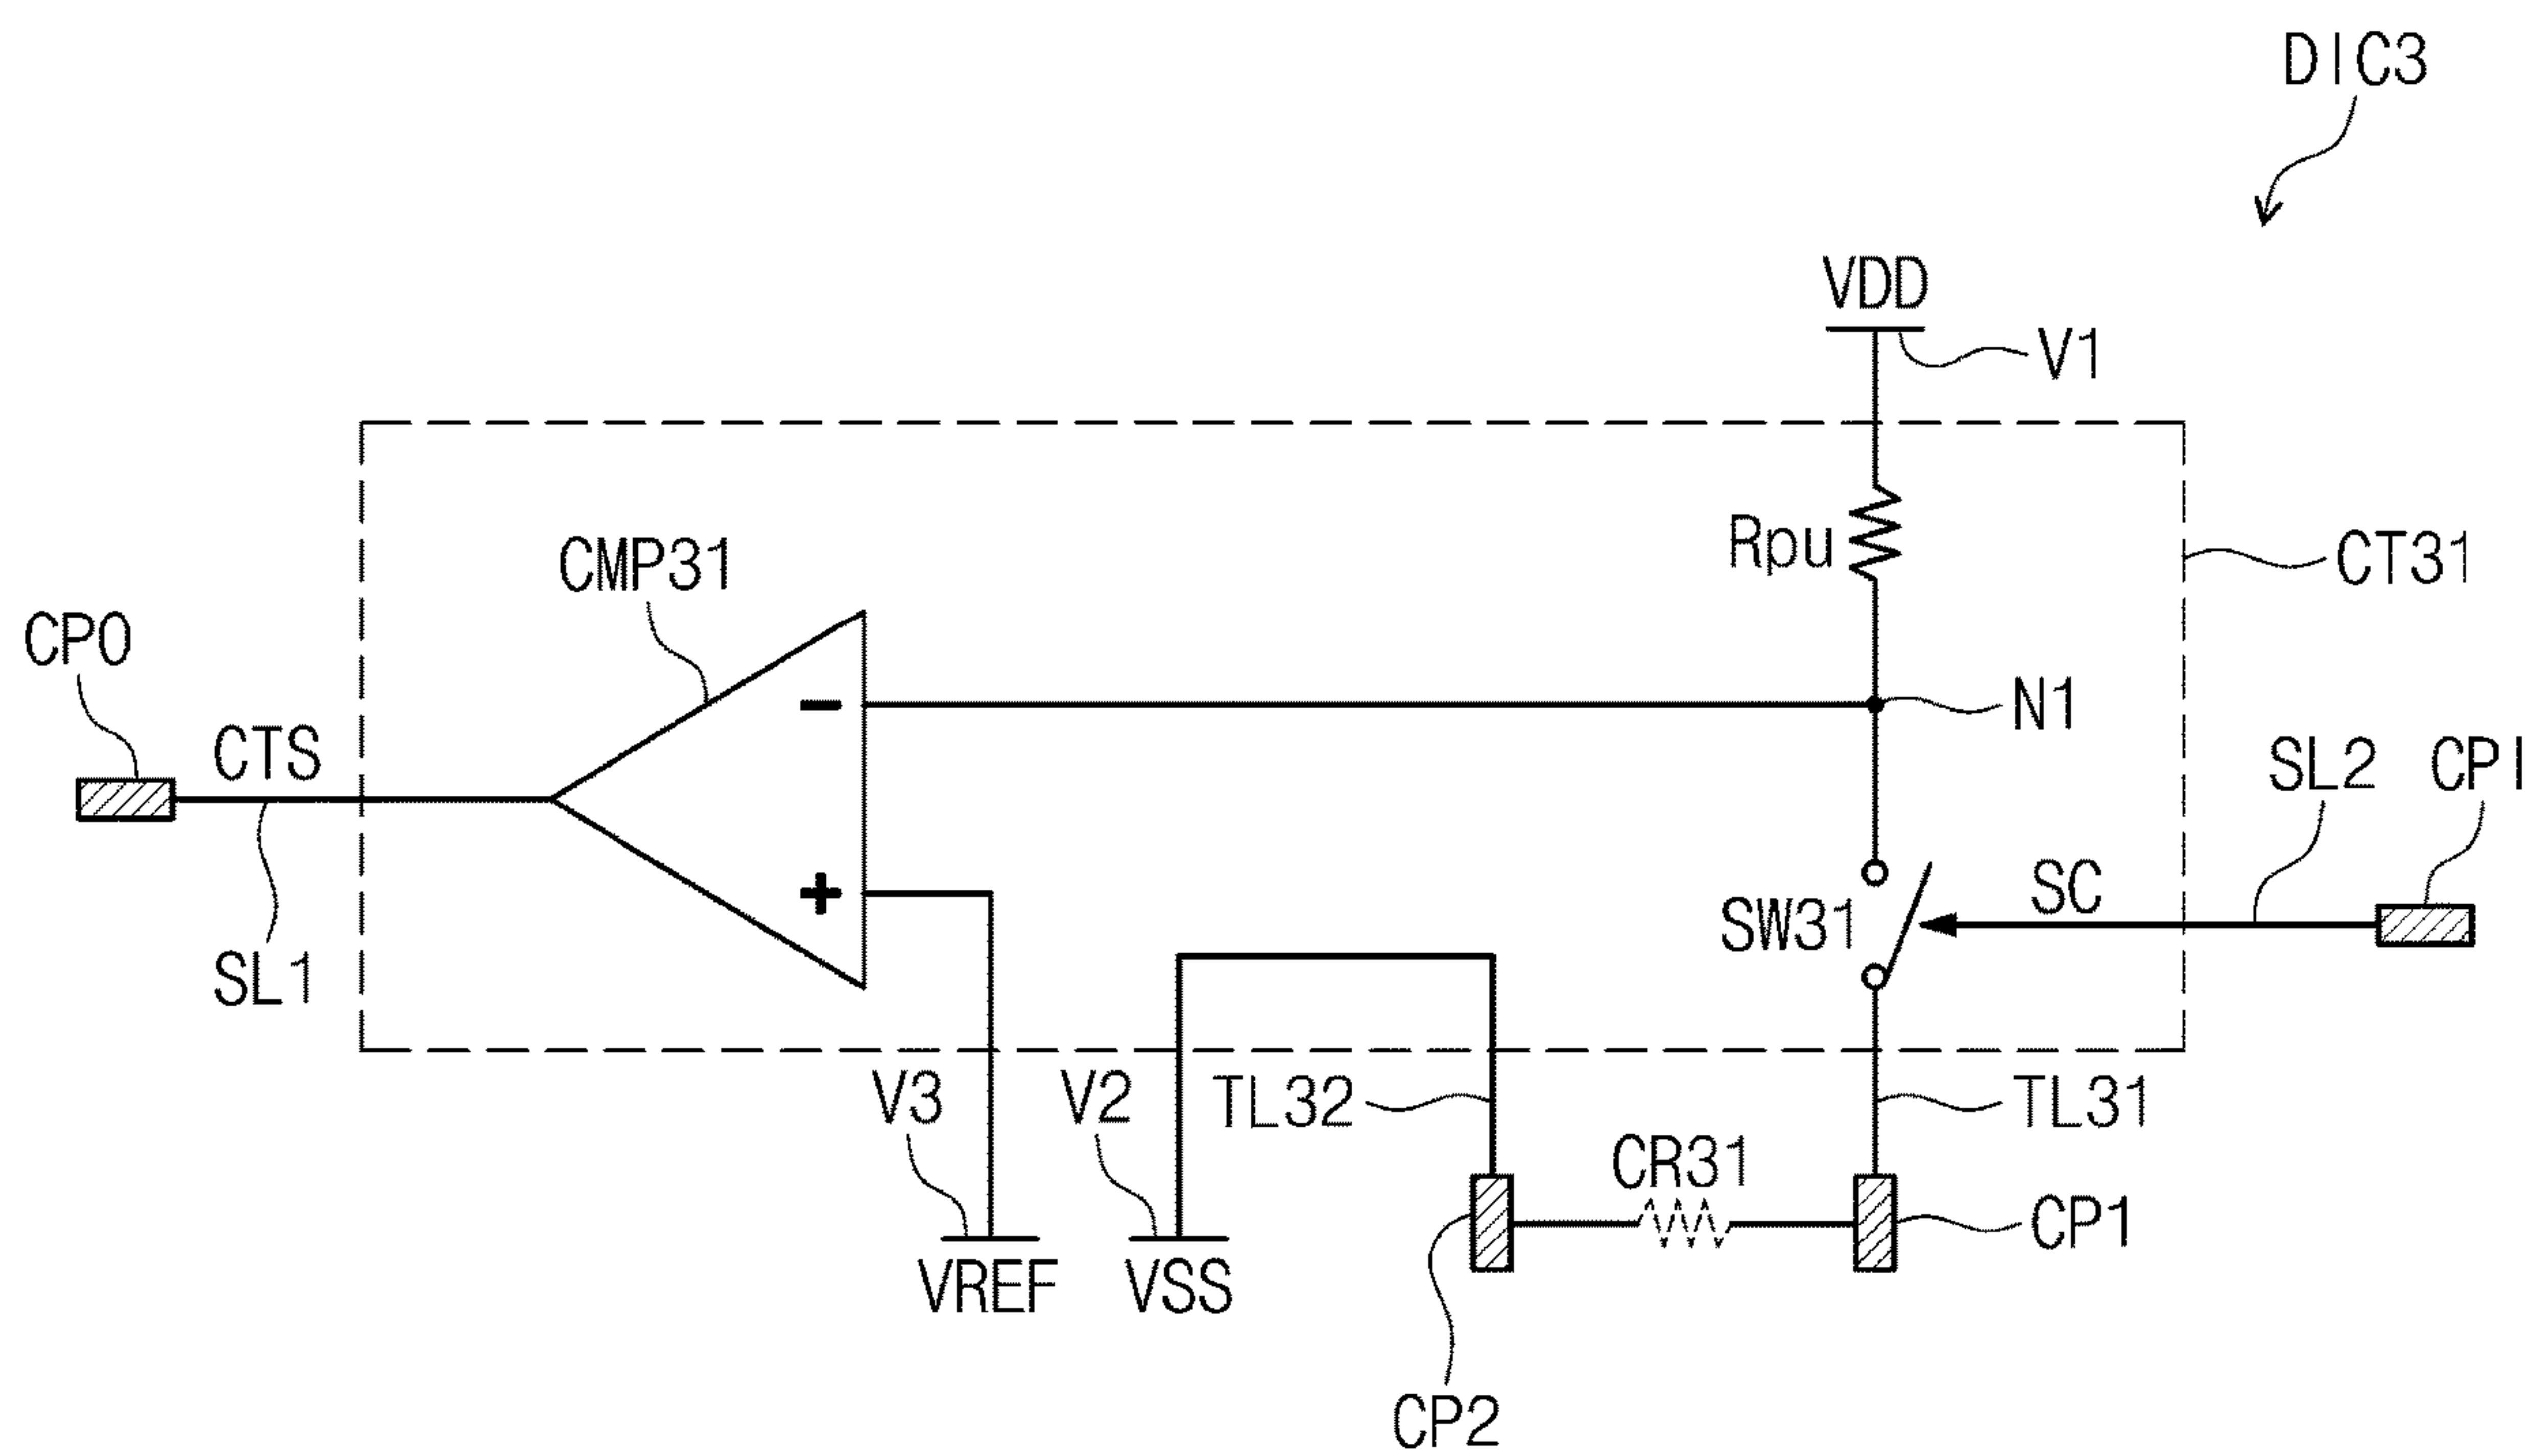 DIC3
VDD
V1
Rpu
CT31
CMP31
CPO
CTS
N1
SL2
CPI
SC
SW31
SL1
V3
V2
TL32
TL31
CR31
CP1
VREF
VSS
CP2
−
+